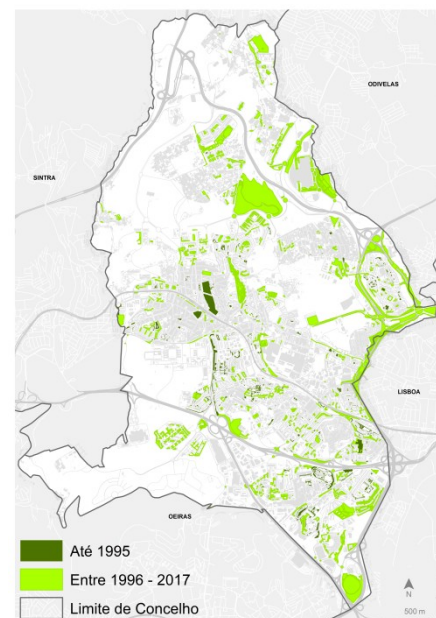 ODIVELAS
SINTRA
LISBOA
OEIRAS
Até 1995
Entre 1996 - 2017
Limite de Concelho
N
500 m